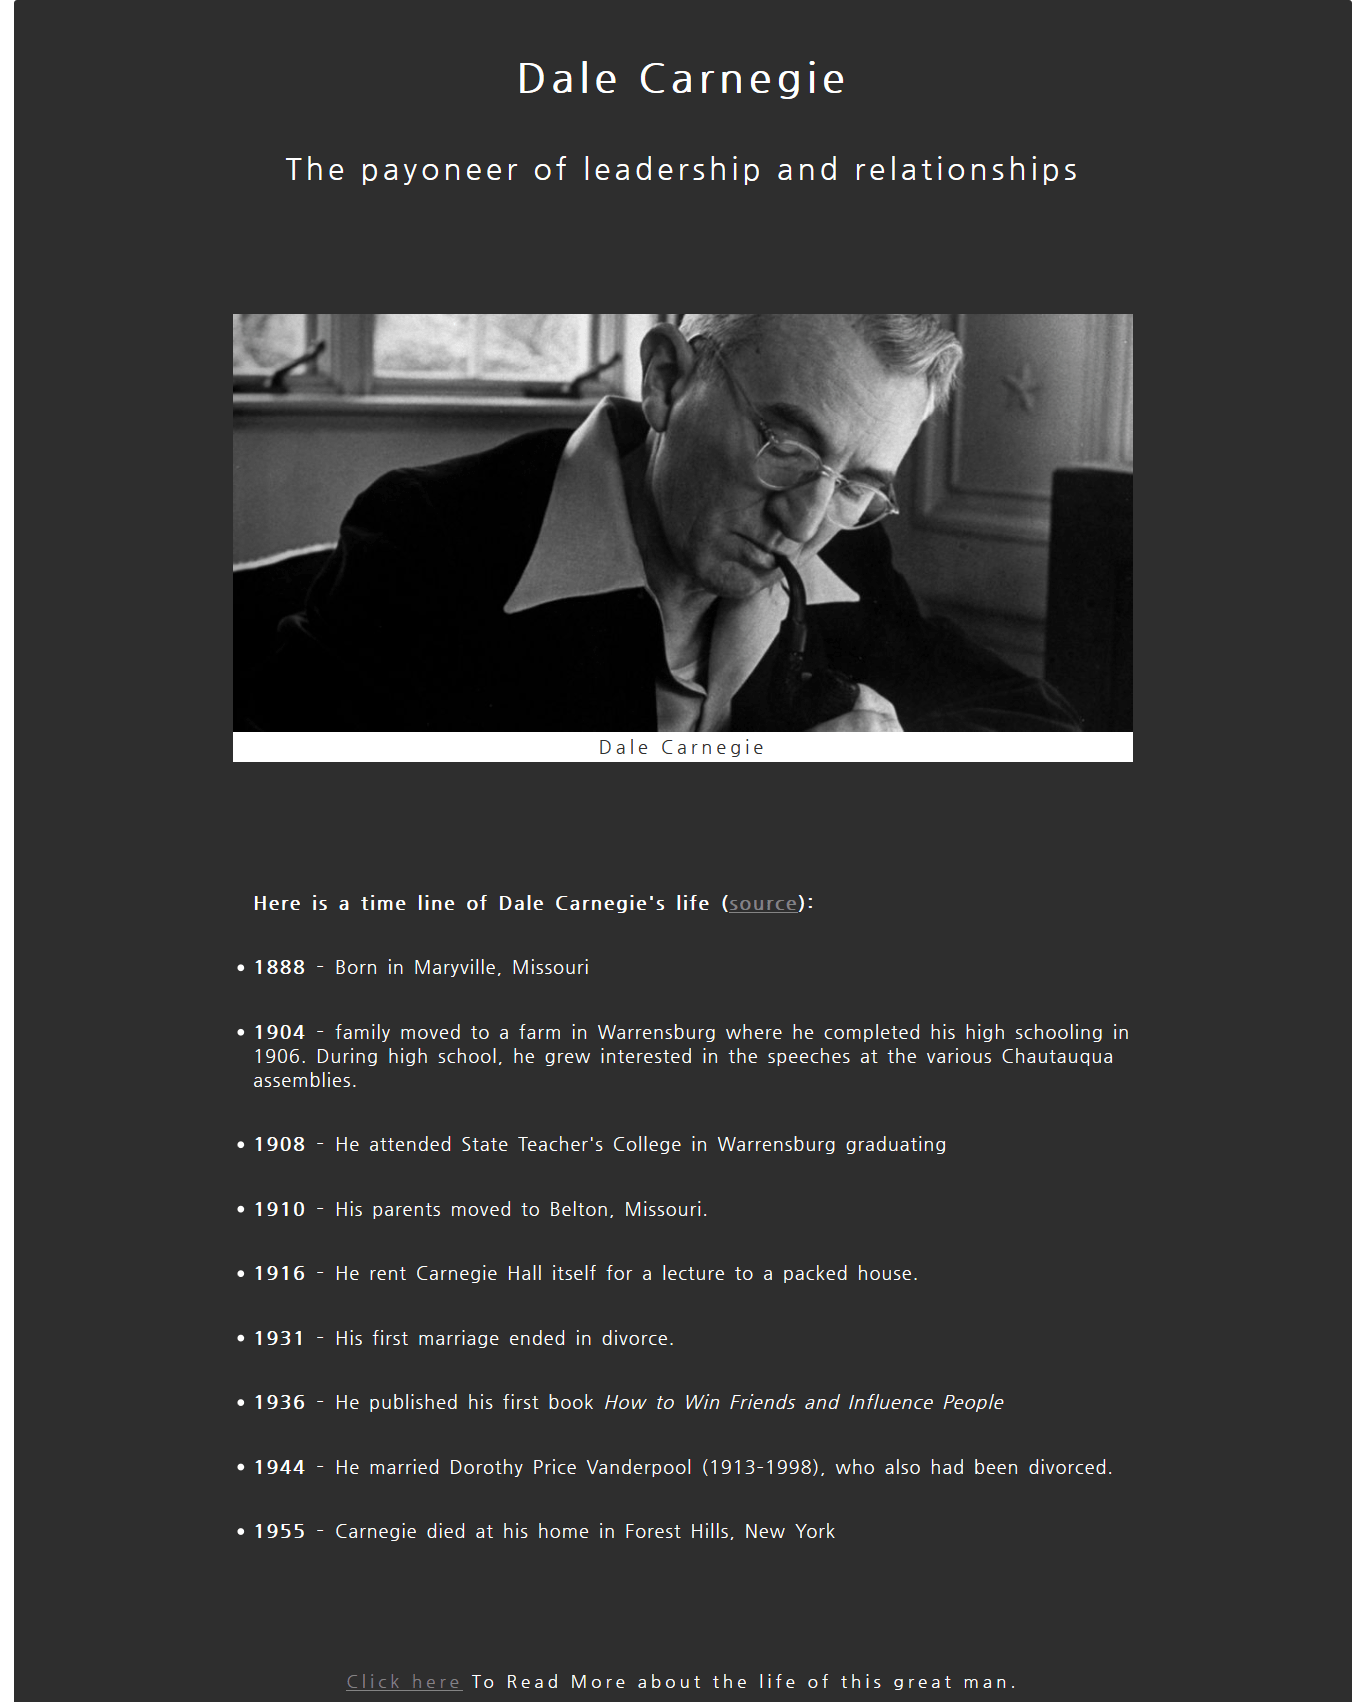 Dale Carnegie
The payoneer of leadership and relationships
Dale Carnegie
Here is a time line of Dale Carnegie's life (source):
• 1888 - Born in Maryville, Missouri
• 1904 - family moved to a farm in Warrensburg where he completed his high schooling in
1906. During high school, he grew interested in the speeches at the various Chautauqua
assemblies.
• 1908 - He attended State Teacher's College in Warrensburg graduating
• 1910 - His parents moved to Belton, Missouri.
• 1916 - He rent Carnegie Hall itself for a lecture to a packed house.
• 1931 - His first marriage ended in divorce.
• 1936 - He published his first book How to Win Friends and Influence People
• 1944 - He married Dorothy Price Vanderpool (1913-1998), who also had been divorced.
• 1955 - Carnegie died at his home in Forest Hills, New York
Click here To Read More about the life of this great man.